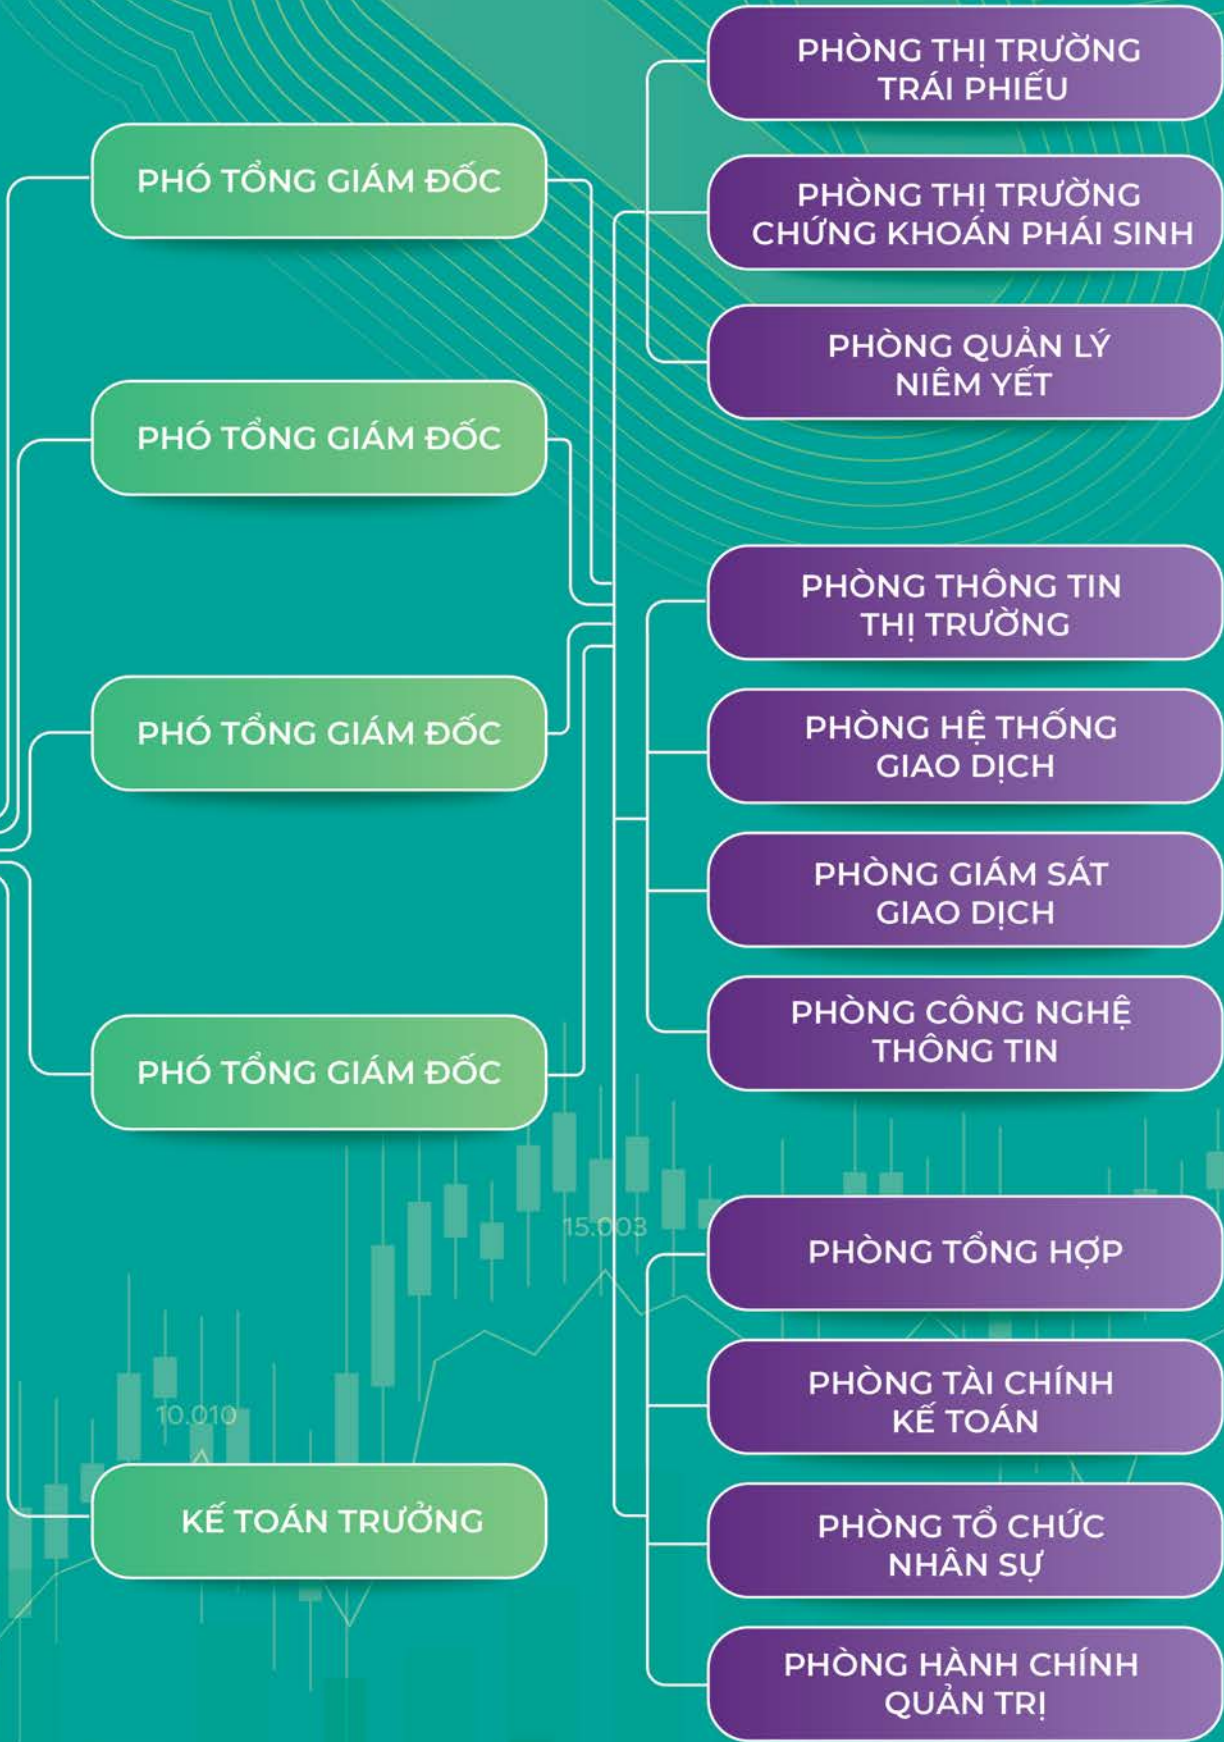 PHÓ TỔNG GIÁM ĐỐC
PHÓ TỔNG GIÁM ĐỐC
PHÓ TỔNG GIÁM ĐỐC
PHÓ TỔNG GIÁM ĐỐC
KẾ TOÁN TRƯỞNG
PHÒNG THỊ TRƯỜNG
TRÁI PHIẾU
PHÒNG THỊ TRƯỜNG
CHỨNG KHOÁN PHÁI SINH
PHÒNG QUẢN LÝ
NIÊM YẾT
PHÒNG THÔNG TIN
THỊ TRƯỜNG
PHÒNG HỆ THỐNG
GIAO DỊCH
PHÒNG GIÁM SÁT
GIAO DỊCH
PHÒNG CÔNG NGHỆ
THÔNG TIN
PHÒNG TỔNG HỢP
PHÒNG TÀI CHÍNH
KẾ TOÁN
PHÒNG TỔ CHỨC
NHÂN SỰ
PHÒNG HÀNH CHÍNH
QUẢN TRỊ
15.003
10.010